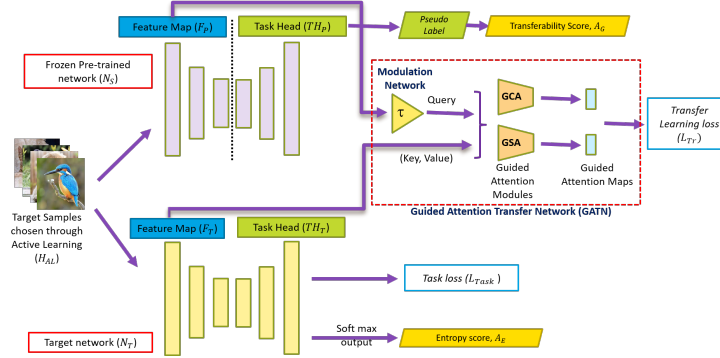 Feature Map (F_P)
Task Head (TH_P)
Pseudo
Label
Transferability Score, A_G
Frozen Pre-trained
network (N_S)
Modulation
Network
τ
Query
(Key, Value)
GCA
GSA
Guided
Attention
Modules
Guided
Attention Maps
Guided Attention Transfer Network (GATN)
Transfer
Learning loss
(L_Tr)
Target Samples
chosen through
Active Learning
(H_AL)
Feature Map (F_T)
Task Head (TH_T)
Task loss (L_Task)
Target network (N_T)
Soft max
output
Entropy score, A_E